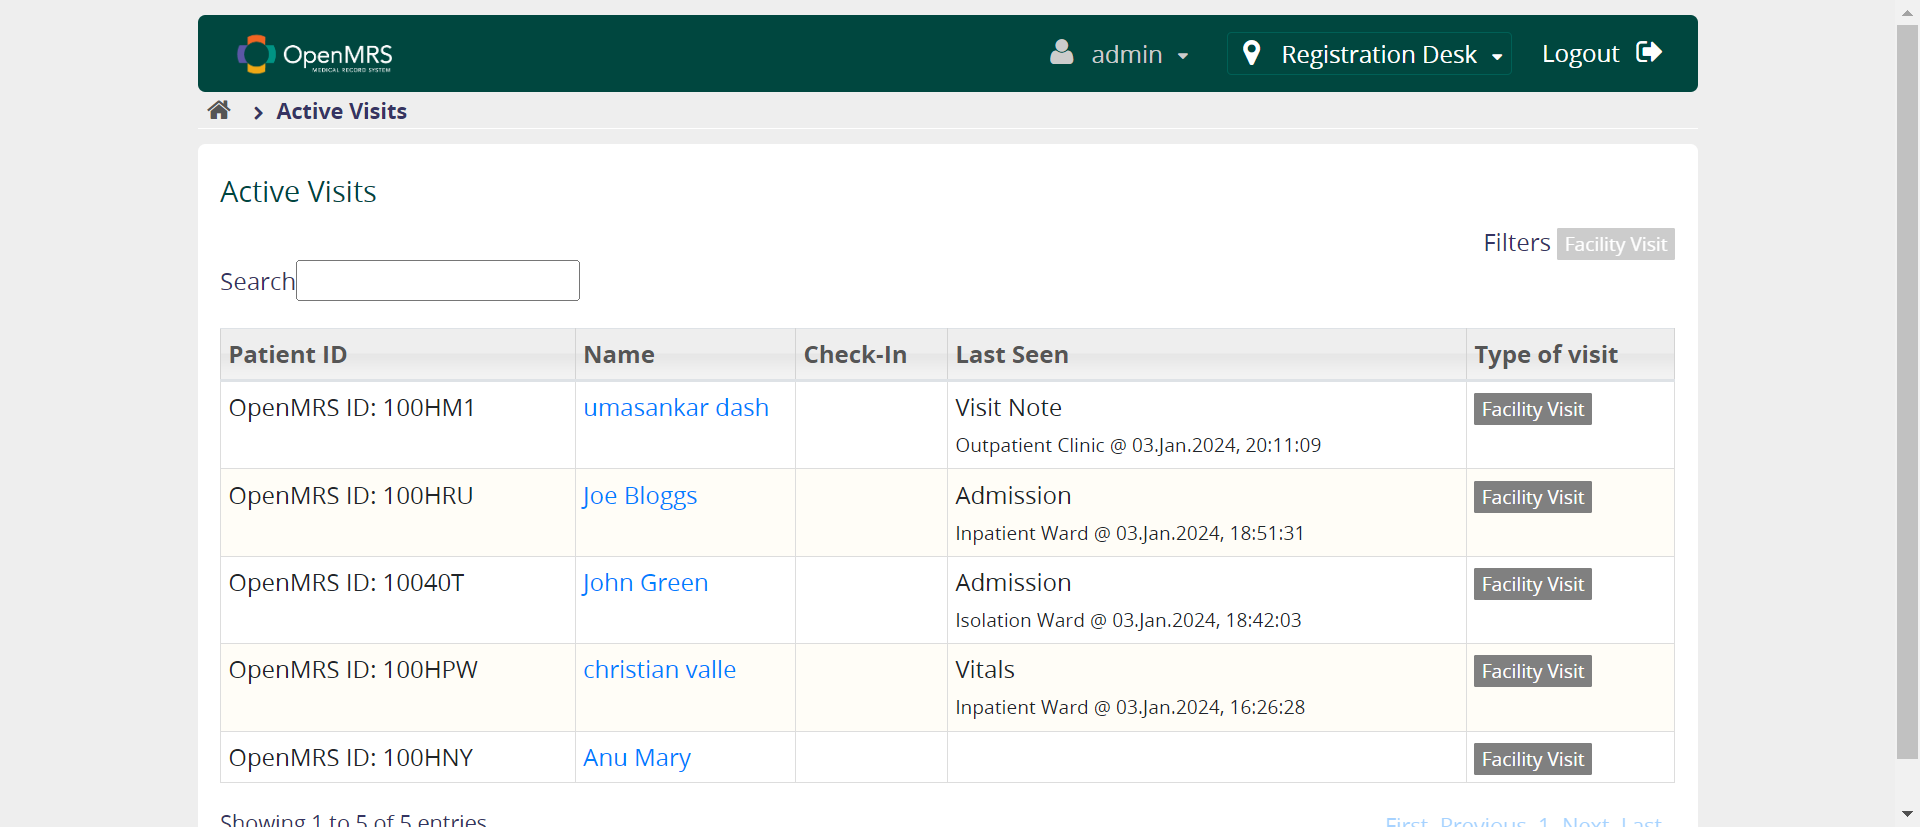 OpenMRS
MEDICAL RECORD SYSTEM
admin
Registration Desk
Logout
Active Visits
Active Visits
Filters Facility Visit
Search
Patient ID Name Check-In Last Seen Type of visit
OpenMRS ID: 100HM1 umasankar dash Visit Note Facility Visit
Outpatient Clinic @ 03.Jan.2024, 20:11:09
OpenMRS ID: 100HRU Joe Bloggs Admission Facility Visit
Inpatient Ward @ 03.Jan.2024, 18:51:31
OpenMRS ID: 10040T John Green Admission Facility Visit
Isolation Ward @ 03.Jan.2024, 18:42:03
OpenMRS ID: 100HPW christian valle Vitals Facility Visit
Inpatient Ward @ 03.Jan.2024, 16:26:28
OpenMRS ID: 100HNY Anu Mary Facility Visit
Showing 1 to 5 of 5 entries
First Previous 1 Next Last